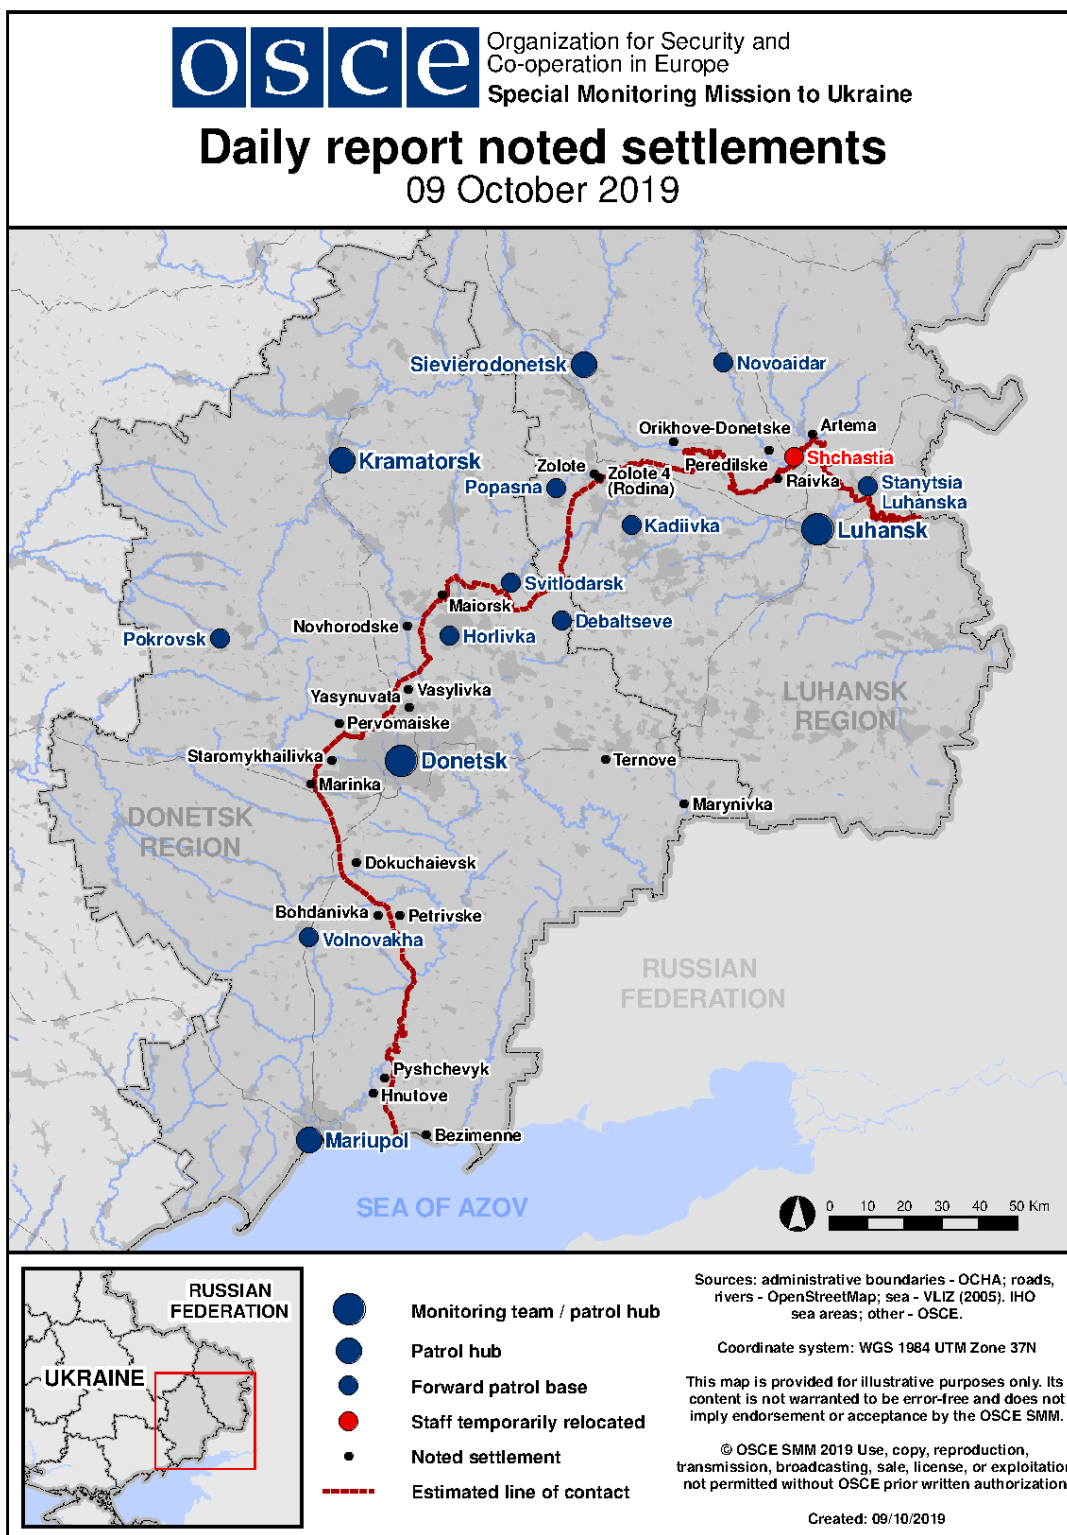 osce
Organization for Security and
Co-operation in Europe
Special Monitoring Mission to Ukraine
Daily report noted settlements
09 October 2019
Sievierodonetsk
Novoaidar
Orikhove-Donetske
Artema
Kramatorsk
Zolote
Peredilske
Shchastia
Popasna
Zolote 4
(Rodina)
Raivka
Stanytsia
Luhanska
Kadiivka
Luhansk
Svitlodarsk
Maiorsk
Novhorodske
Debaltseve
Pokrovsk
Horlivka
Yasynuvata
Vasylivka
LUHANSK
REGION
Pervomaiske
Staromykhailivka
Donetsk
Ternove
Marinka
Marynivka
DONETSK
REGION
Dokuchaievsk
Bohdanivka
Petrivske
Volnovakha
RUSSIAN
FEDERATION
Pyshchevyk
Hnutove
Mariupol
Bezimenne
SEA OF AZOV
0 10 20 30 40 50 Km
RUSSIAN
FEDERATION
UKRAINE
Monitoring team / patrol hub
Patrol hub
Forward patrol base
Staff temporarily relocated
Noted settlement
Estimated line of contact
Sources: administrative boundaries - OCHA; roads,
rivers - OpenStreetMap; sea - VLIZ (2005). IHO
sea areas; other - OSCE.
Coordinate system: WGS 1984 UTM Zone 37N
This map is provided for illustrative purposes only. Its
content is not warranted to be error-free and does not
imply endorsement or acceptance by the OSCE SMM.
© OSCE SMM 2019 Use, copy, reproduction,
transmission, broadcasting, sale, license, or exploitation
not permitted without OSCE prior written authorization
Created: 09/10/2019